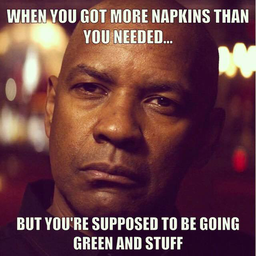 WHEN YOU GOT MORE NAPKINS THAN
YOU NEEDED...
BUT YOU'RE SUPPOSED TO BE GOING
GREEN AND STUFF